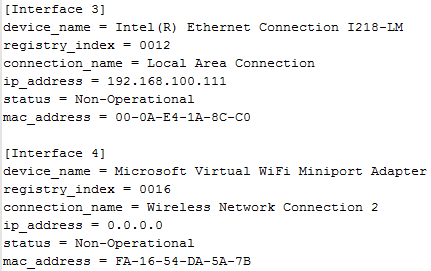 [Interface 3]
device_name = Intel(R) Ethernet Connection I218-LM
registry_index = 0012
connection_name = Local Area Connection
ip_address = 192.168.100.111
status = Non-Operational
mac_address = 00-0A-E4-1A-8C-C0
[Interface 4]
device_name = Microsoft Virtual WiFi Miniport Adapter
registry_index = 0016
connection_name = Wireless Network Connection 2
ip_address = 0.0.0.0
status = Non-Operational
mac_address = FA-16-54-DA-5A-7B